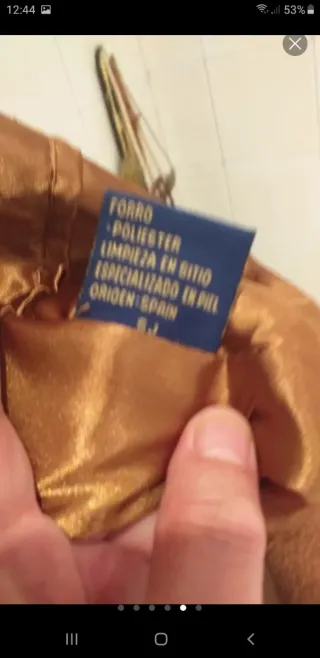 12:44
53%
FORRO
·POLIESTER
LIMPIEZA EN SITIO
ESPECIALIZADO EN PIEL
ORIGEN:SPAIN